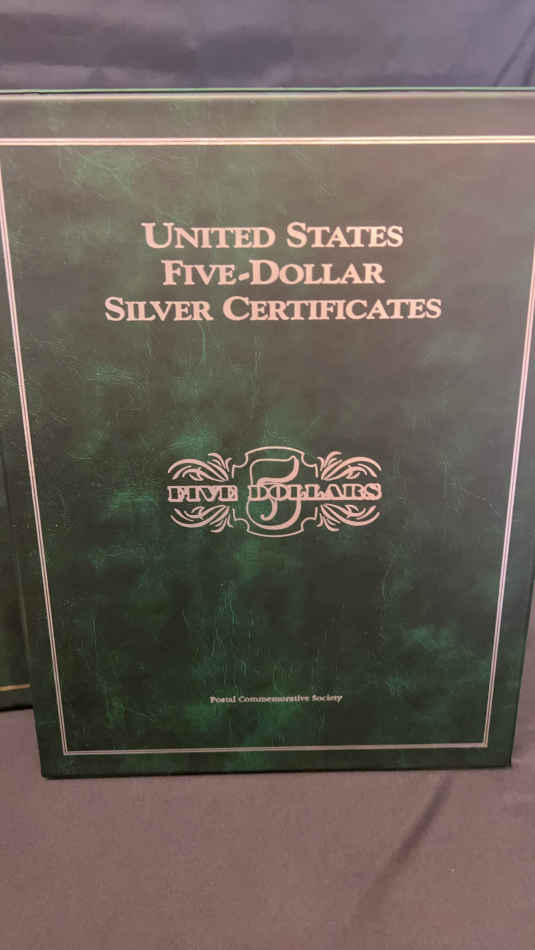 UNITED STATES
FIVE-DOLLAR
SILVER CERTIFICATES
FIVE 5 DOLLARS
Postal Commemorative Society